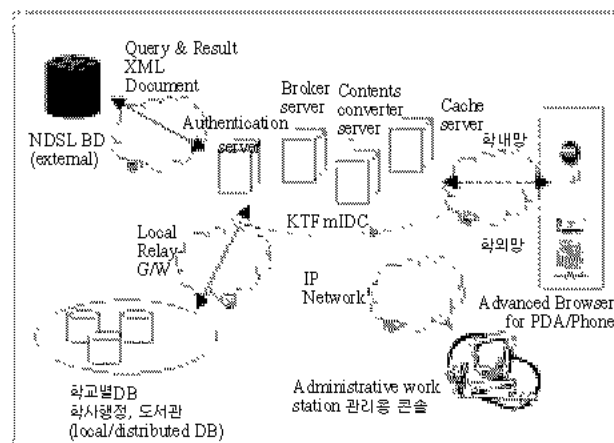 Query & Result
XML
Document
NDSL BD
(external)
Authentication
server
Broker
server
Contents
converter
server
Cache
server
학내망
학외망
KTF mIDC
Local
Relay
G/W
IP
Network
Advanced Browser
for PDA/Phone
학교별DB
학사행정, 도서관
(local/distributed DB)
Administrative work
station 관리용 콘솔